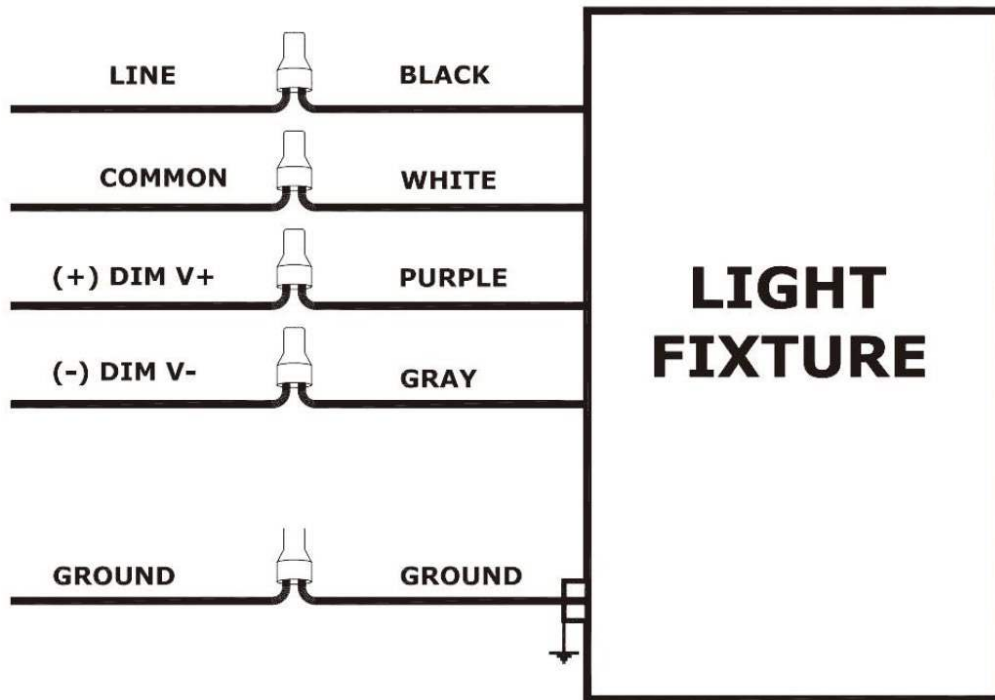 LINE BLACK
COMMON WHITE
(+) DIM V+ PURPLE
LIGHT
FIXTURE
(-) DIM V- GRAY
GROUND GROUND